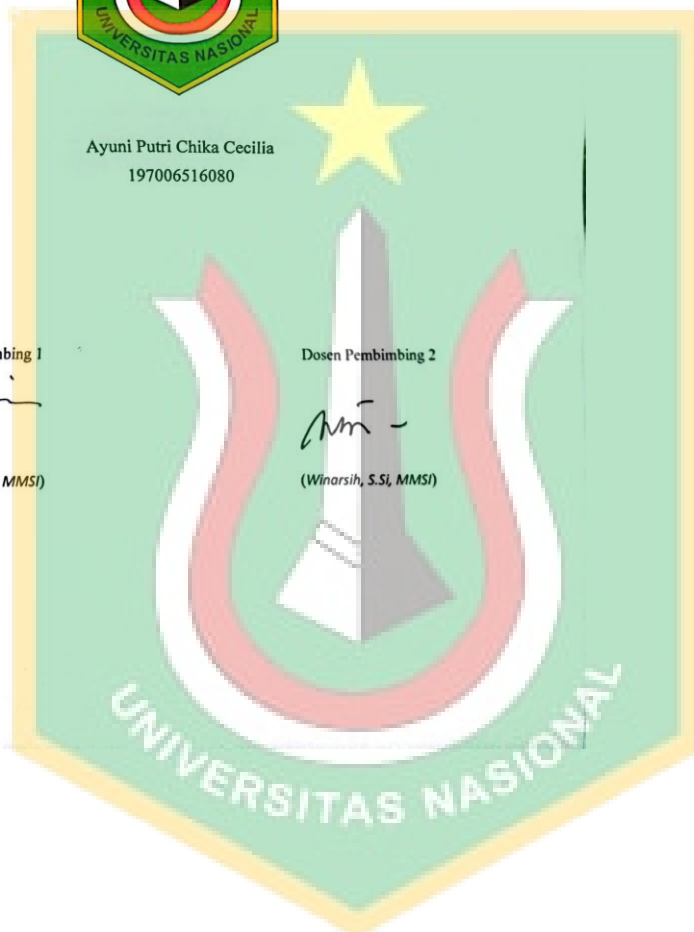 UNIVERSITAS NASIONAL
Ayuni Putri Chika Cecilia
197006516080
bing 1
Dosen Pembimbing 2
MMSI)
(Winarsih, S.Si, MMSI)
UNIVERSITAS NASIONAL